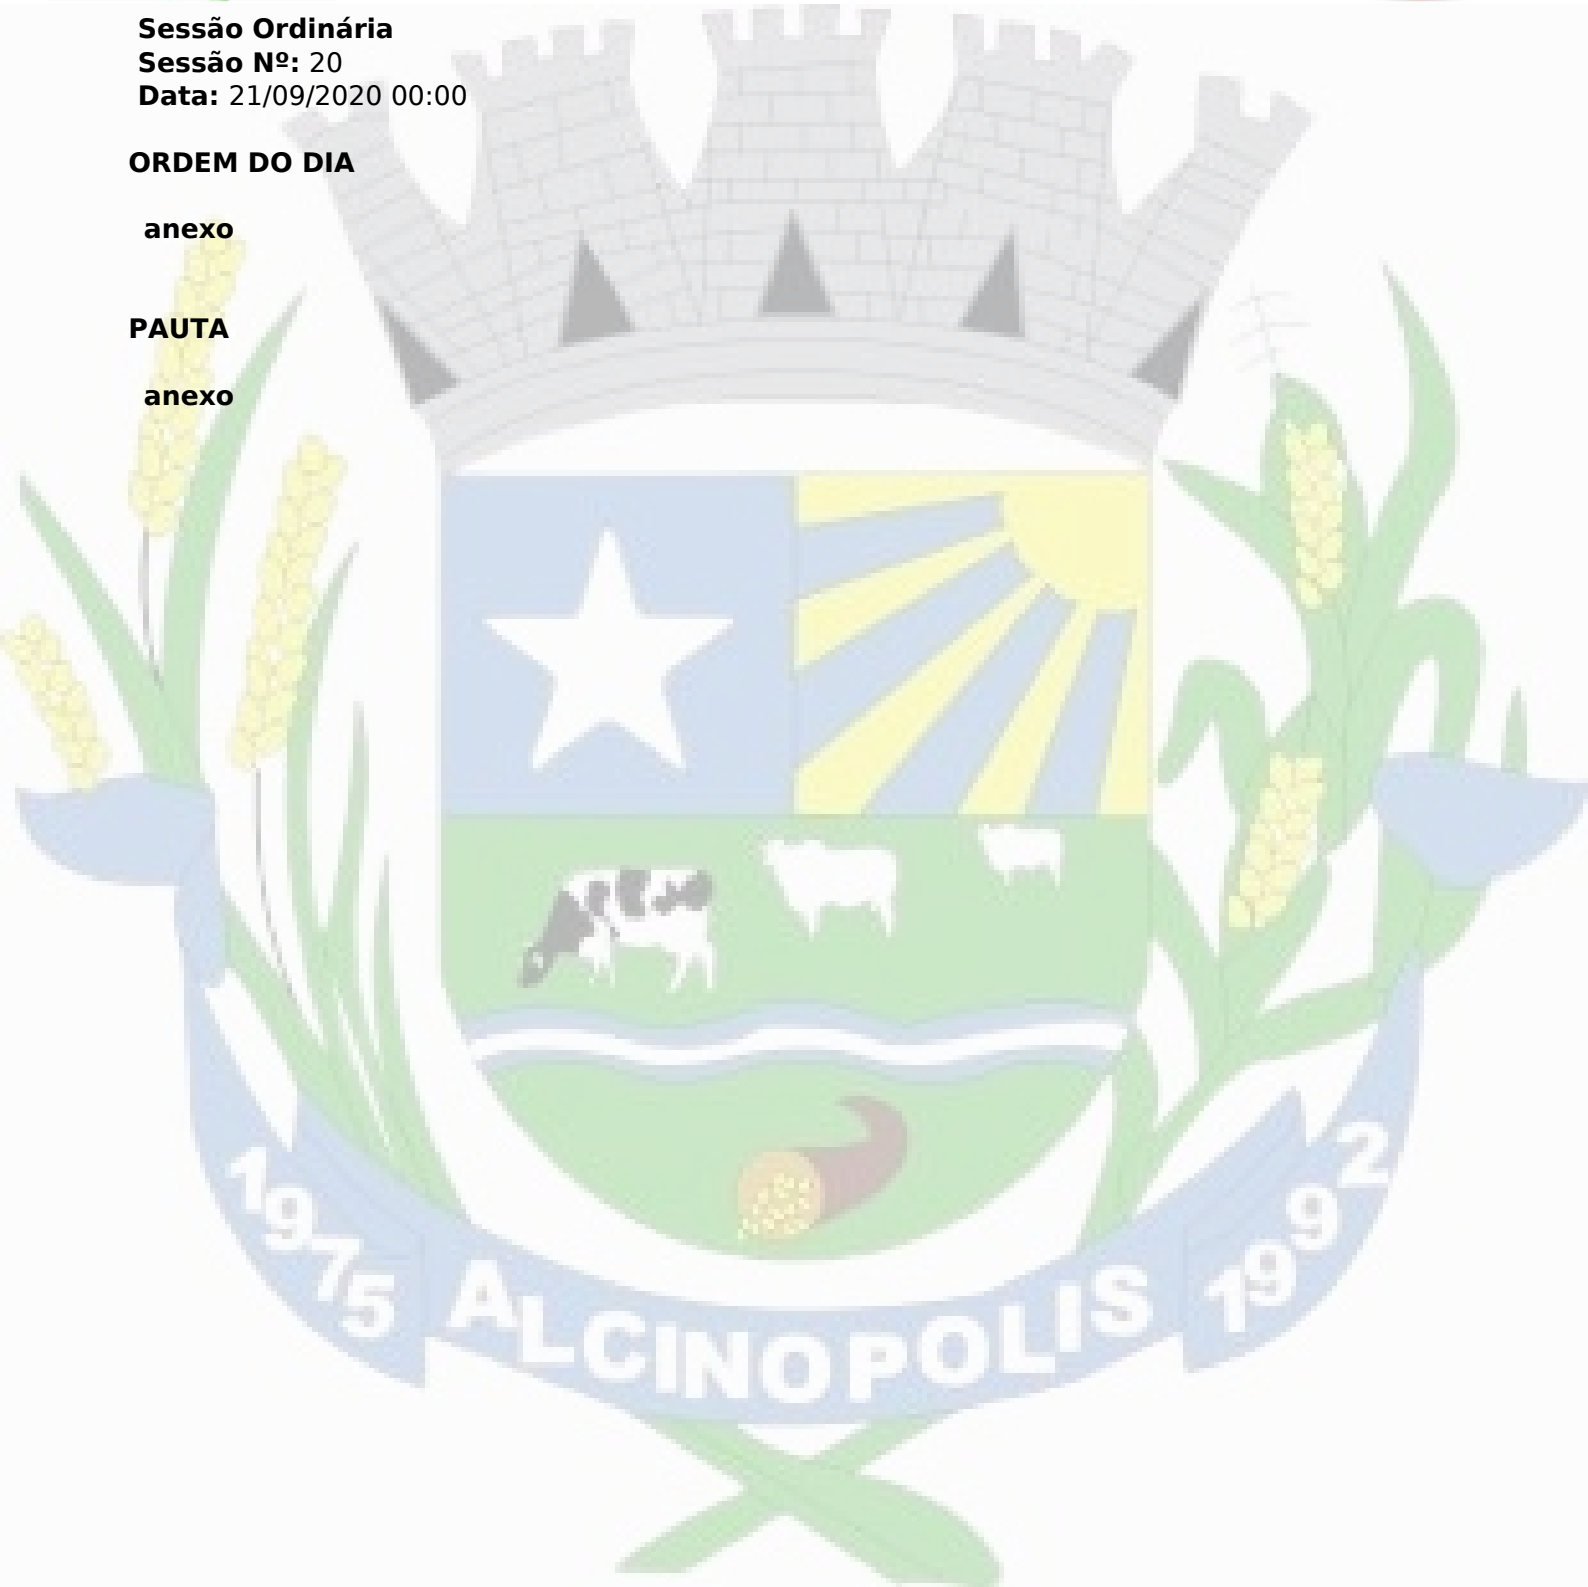 Sessão Ordinária
Sessão Nº: 20
Data: 21/09/2020 00:00
ORDEM DO DIA
anexo
PAUTA
anexo
1975 ALCINOPOLIS 1992